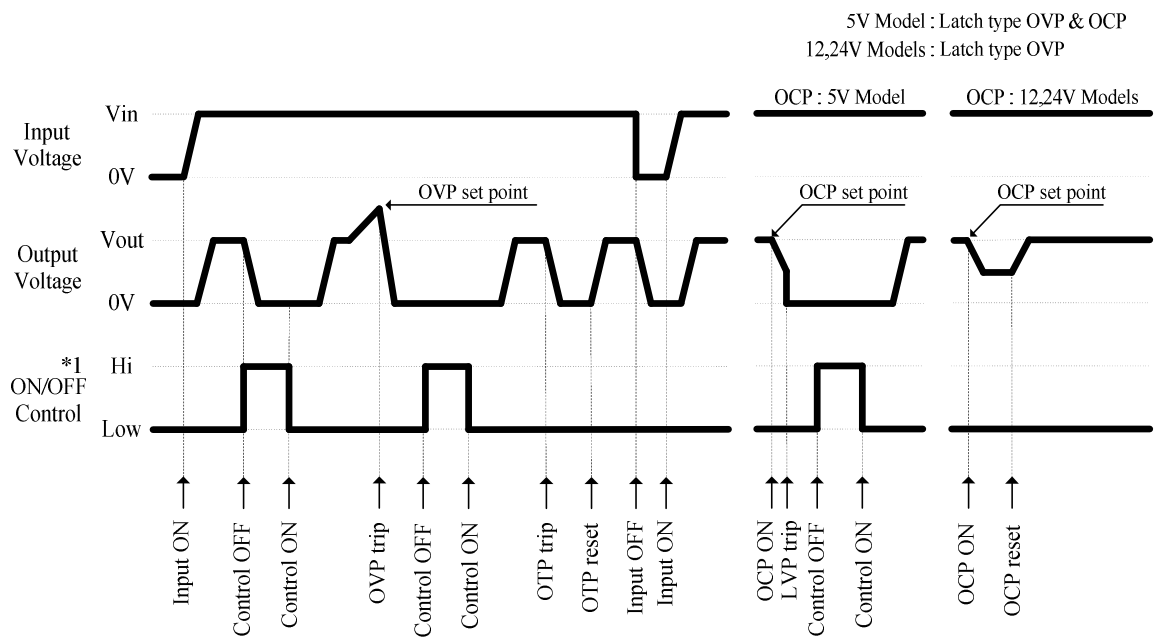 5V Model : Latch type OVP & OCP
12,24V Models : Latch type OVP
OCP : 5V Model
OCP : 12,24V Models
Input
Voltage
Vin
0V
OVP set point
OCP set point
OCP set point
Output
Voltage
Vout
0V
*1
ON/OFF
Control
Hi
Low
Input ON
Control OFF
Control ON
OVP trip
Control OFF
Control ON
OTP trip
OTP reset
Input OFF
Input ON
OCP ON
LVP trip
Control OFF
Control ON
OCP ON
OCP reset